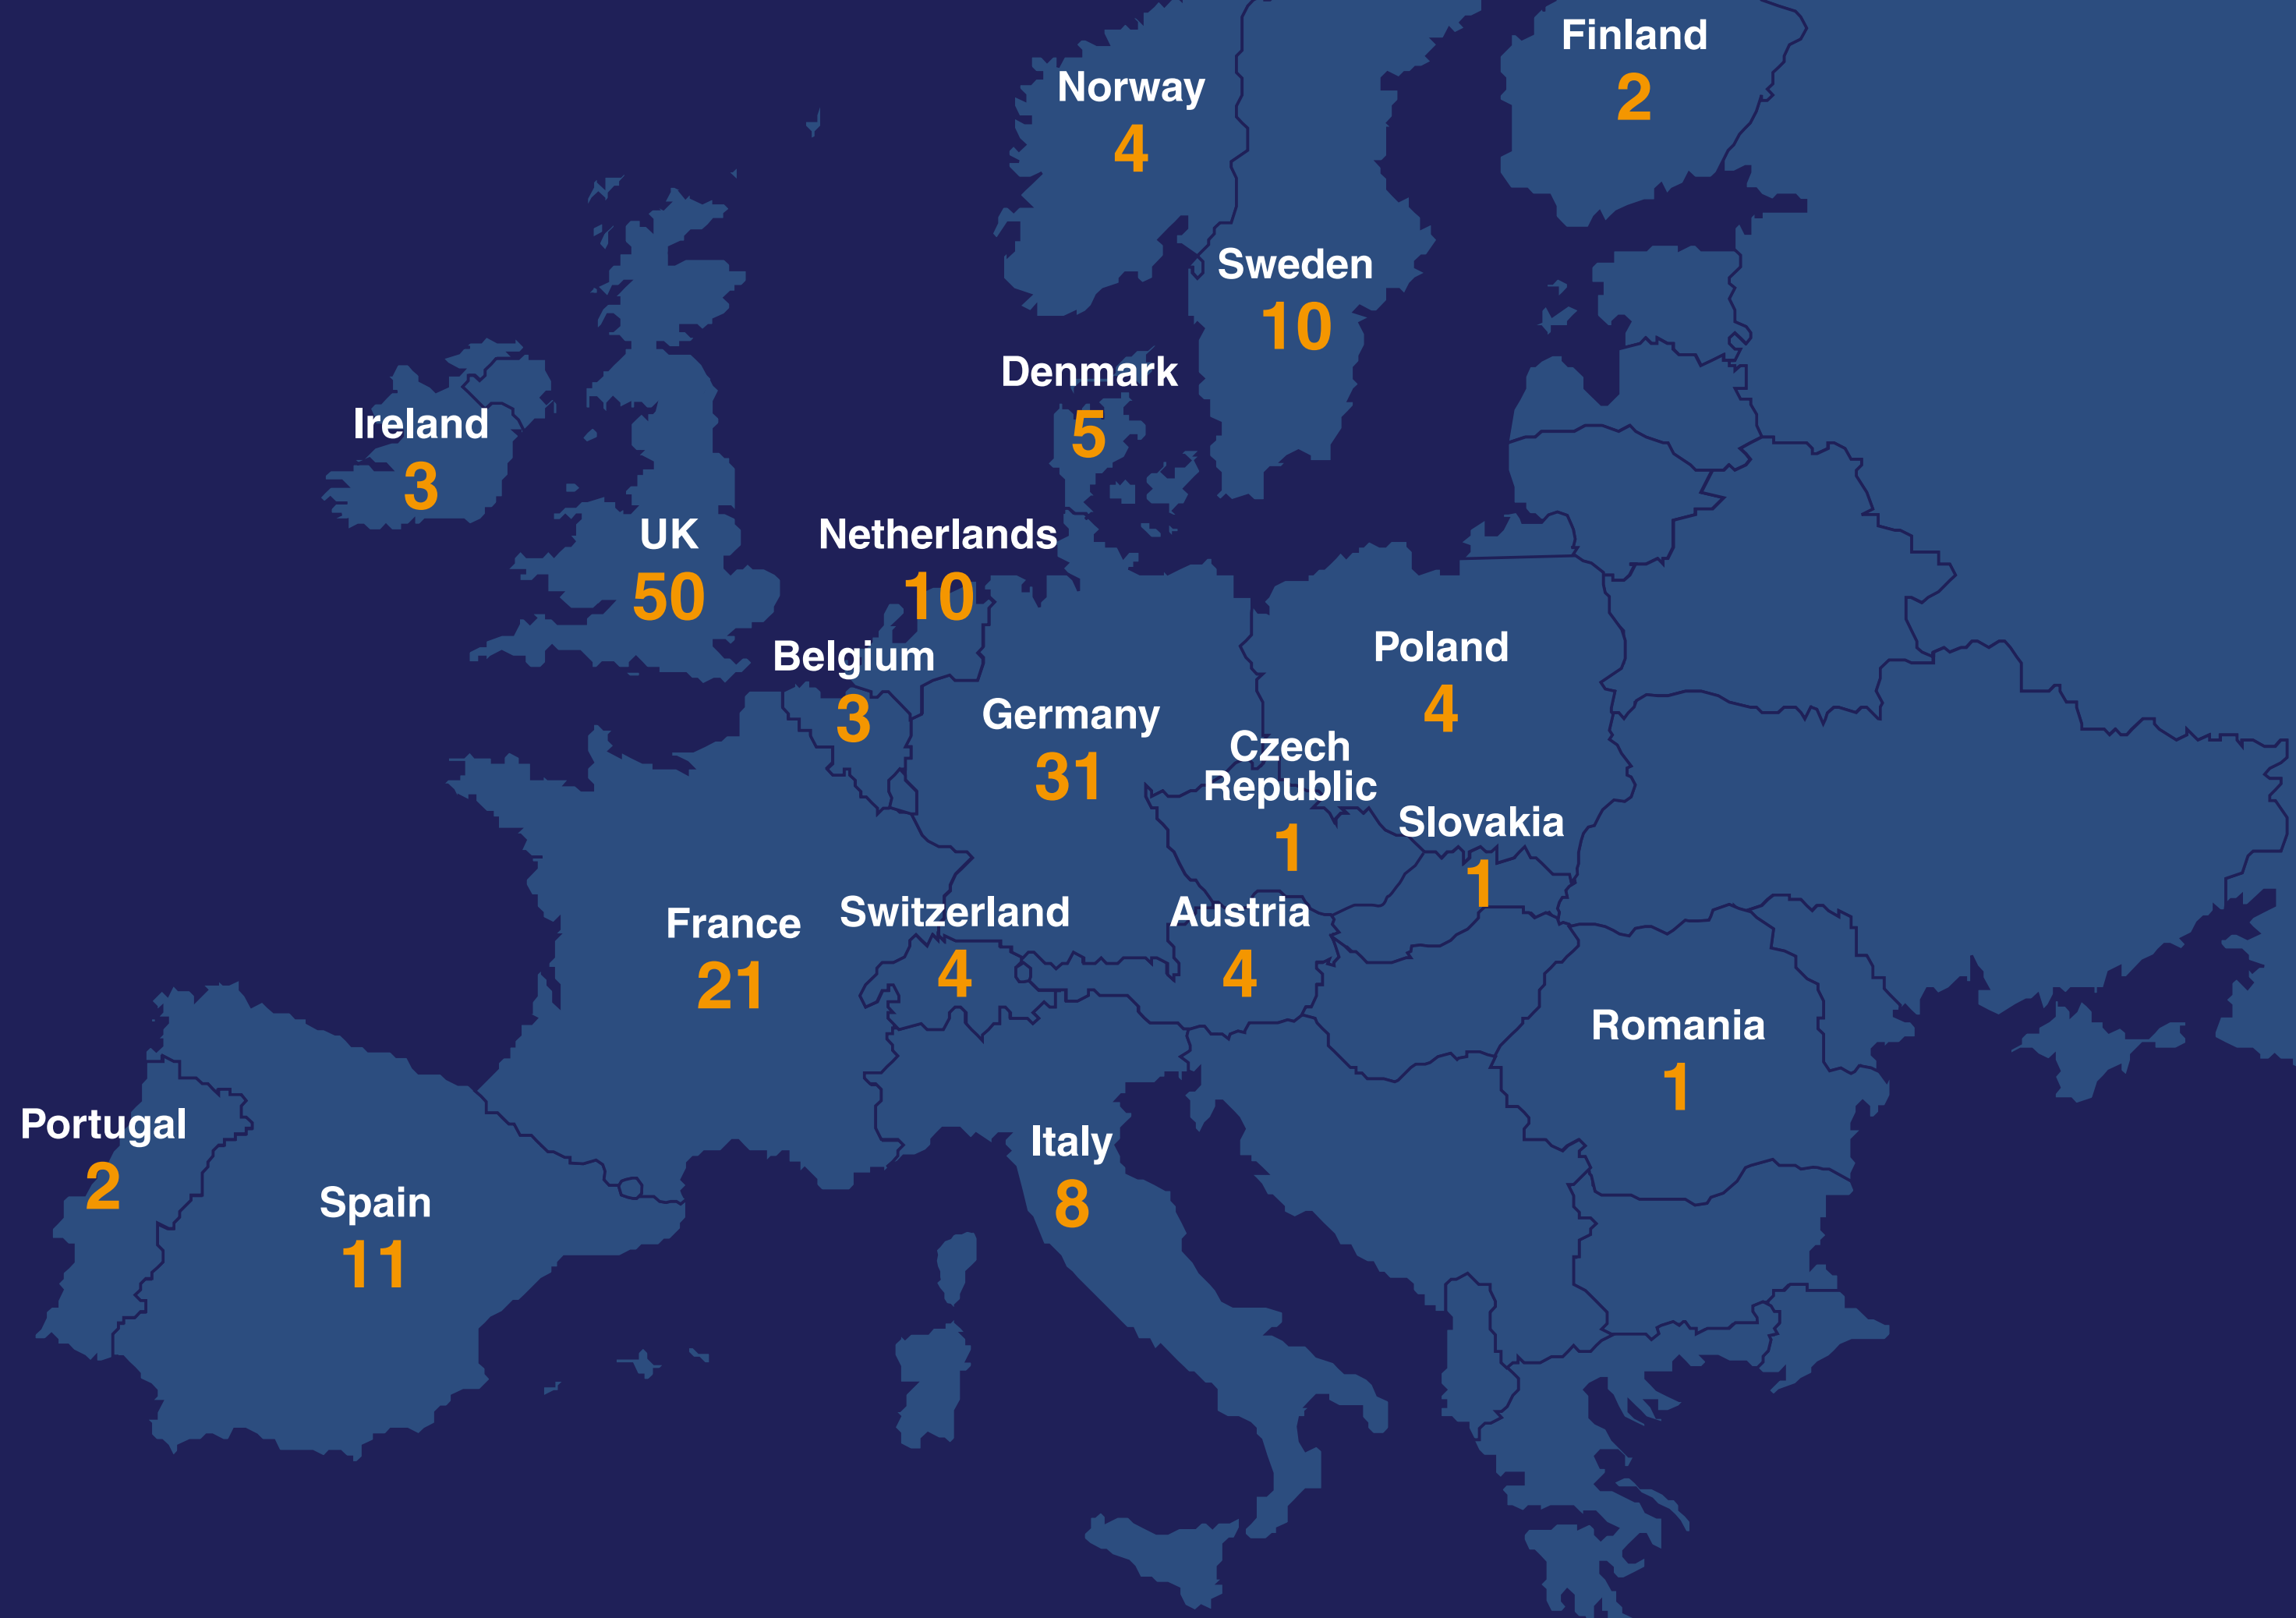 Finland
2
Norway
4
Sweden
10
Denmark
5
Ireland
3
UK
50
Netherlands
10
Belgium
3
Germany
31
Poland
4
Czech
Republic
1
Slovakia
1
France
21
Switzerland
4
Austria
4
Romania
1
Portugal
2
Spain
11
Italy
8